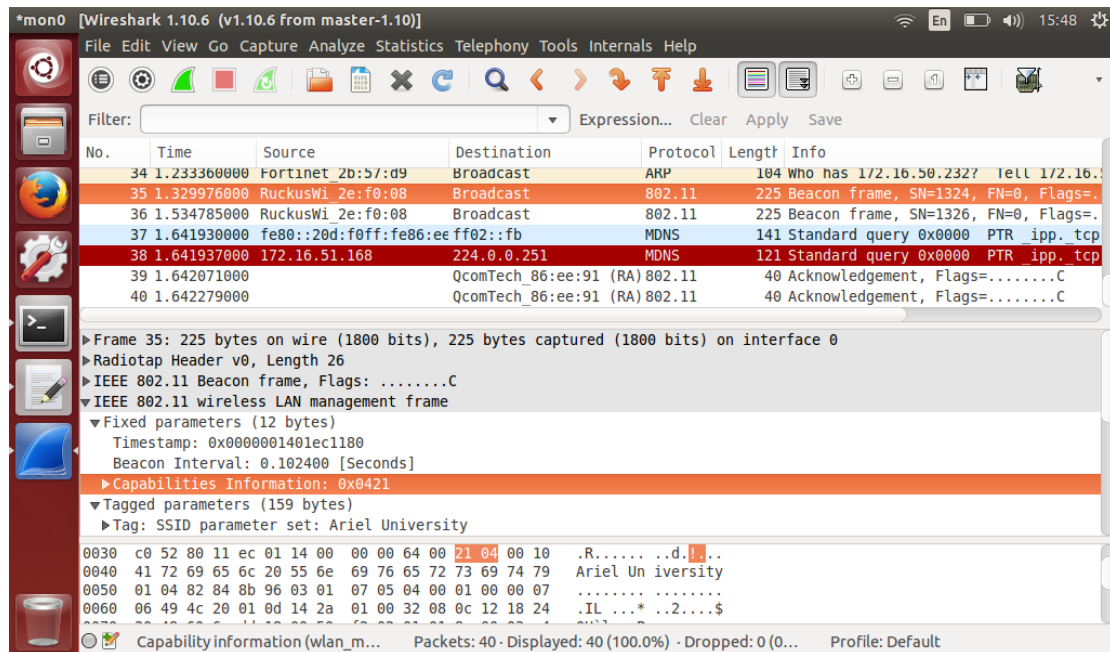 *mon0 [Wireshark 1.10.6 (v1.10.6 from master-1.10)] En 15:48
File Edit View Go Capture Analyze Statistics Telephony Tools Internals Help
Filter: Expression... Clear Apply Save
No. Time Source Destination Protocol Length Info
34 1.233360000 Fortinet_2b:57:d9 Broadcast ARP 104 Who has 172.16.50.232? Tell 172.16.5
35 1.329976000 RuckusWi_2e:f0:08 Broadcast 802.11 225 Beacon frame, SN=1324, FN=0, Flags=.
36 1.534785000 RuckusWi_2e:f0:08 Broadcast 802.11 225 Beacon frame, SN=1326, FN=0, Flags=.
37 1.641930000 fe80::20d:f0ff:fe86:ee ff02::fb MDNS 141 Standard query 0x0000 PTR _ipp._tcp
38 1.641937000 172.16.51.168 224.0.0.251 MDNS 121 Standard query 0x0000 PTR _ipp._tcp
39 1.642071000 QcomTech_86:ee:91 (RA) 802.11 40 Acknowledgement, Flags=........C
40 1.642279000 QcomTech_86:ee:91 (RA) 802.11 40 Acknowledgement, Flags=........C
Frame 35: 225 bytes on wire (1800 bits), 225 bytes captured (1800 bits) on interface 0
Radiotap Header v0, Length 26
IEEE 802.11 Beacon frame, Flags: ........C
IEEE 802.11 wireless LAN management frame
Fixed parameters (12 bytes)
Timestamp: 0x0000001401ec1180
Beacon Interval: 0.102400 [Seconds]
Capabilities Information: 0x0421
Tagged parameters (159 bytes)
Tag: SSID parameter set: Ariel University
0030 c0 52 80 11 ec 01 14 00 00 00 64 00 21 04 00 10 .R...... ..d.!...
0040 41 72 69 65 6c 20 55 6e 69 76 65 72 73 69 74 79 Ariel Un iversity
0050 01 04 82 84 8b 96 03 01 07 05 04 00 01 00 00 07 ........ ........
0060 06 49 4c 20 01 0d 14 2a 01 00 32 08 0c 12 18 24 .IL ...* ..2....$
Capability information (wlan_m... Packets: 40 · Displayed: 40 (100.0%) · Dropped: 0 (0... Profile: Default